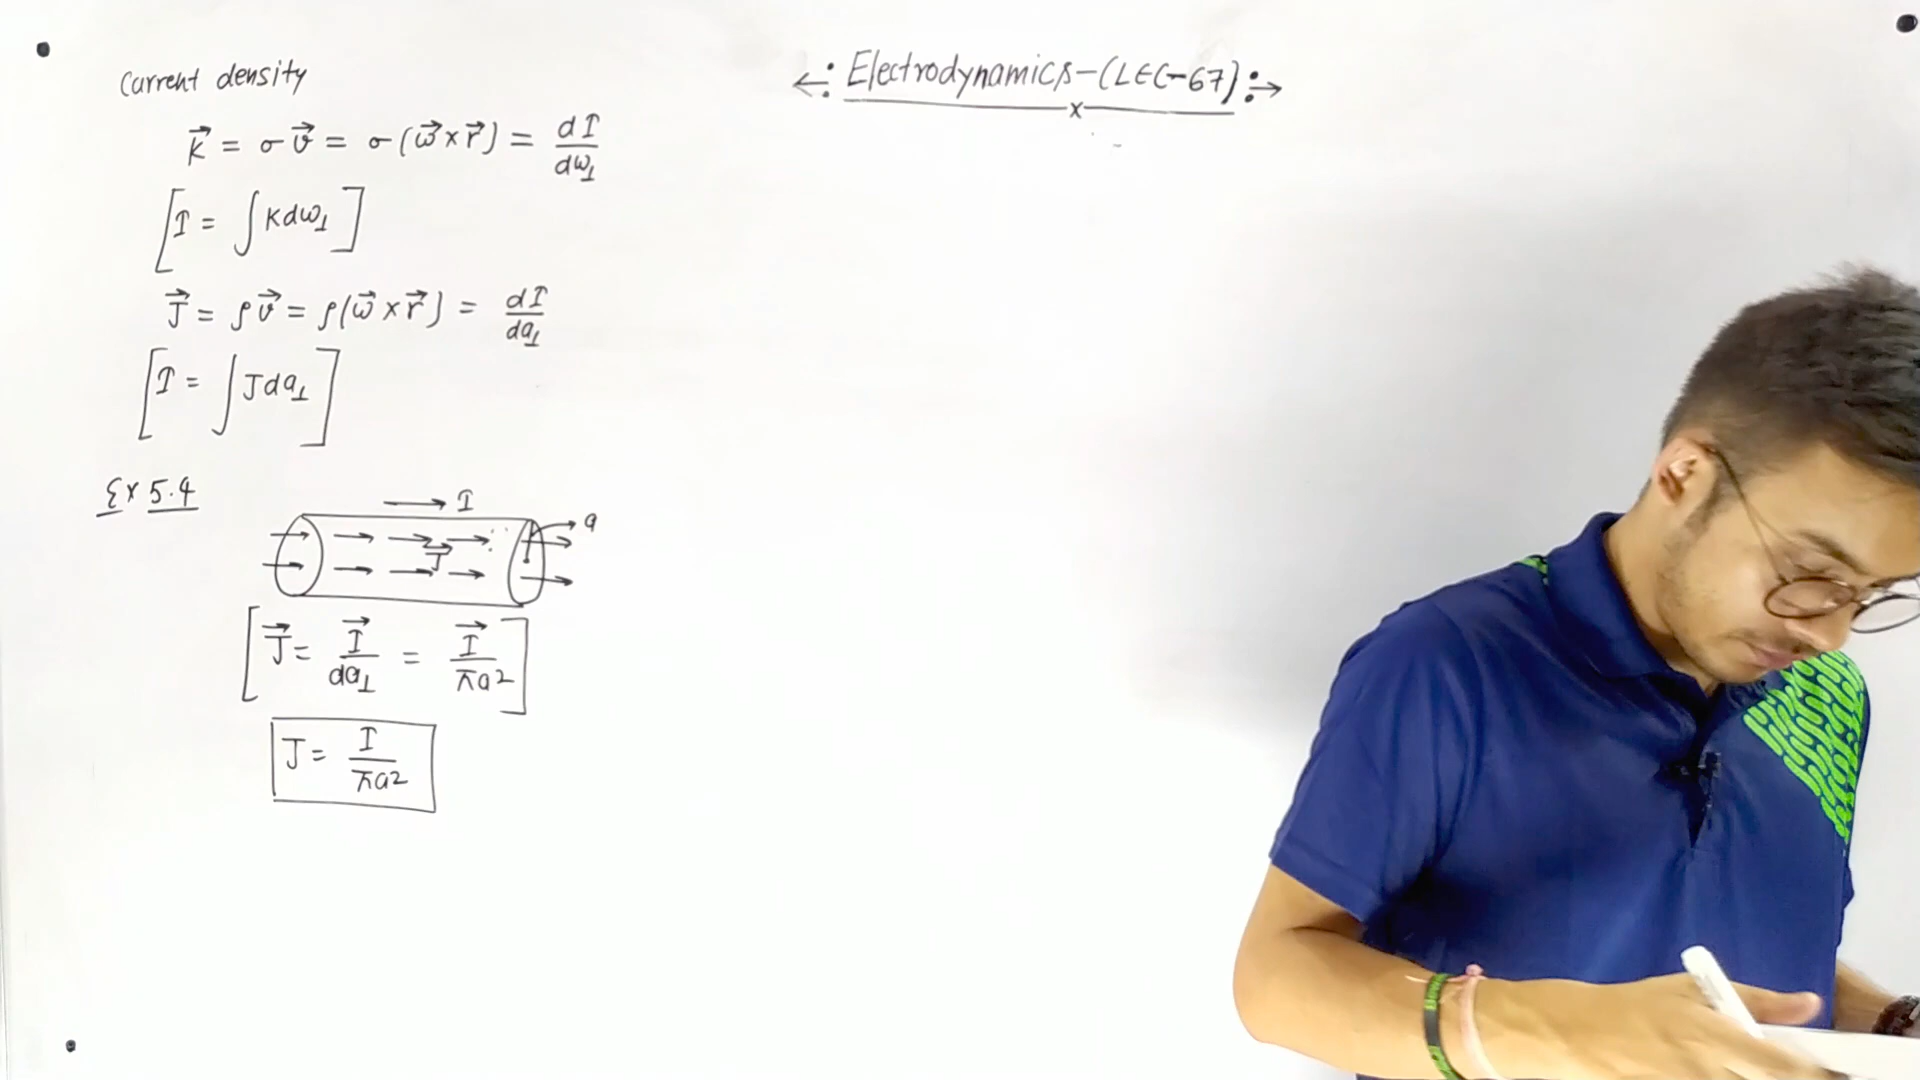 Current density
←: Electrodynamics-(LEC-67) :→
x
K⃗ = σv⃗ = σ(ω⃗×r⃗) = dI/dω⊥
[I = ∫Kdω⊥]
J⃗ = ρv⃗ = ρ(ω⃗×r⃗) = dI/da⊥
[I = ∫Jda⊥]
Ex 5.4
→ I
a
J⃗
[J⃗ = I⃗/da⊥ = I⃗/πa²]
J = I/πa²